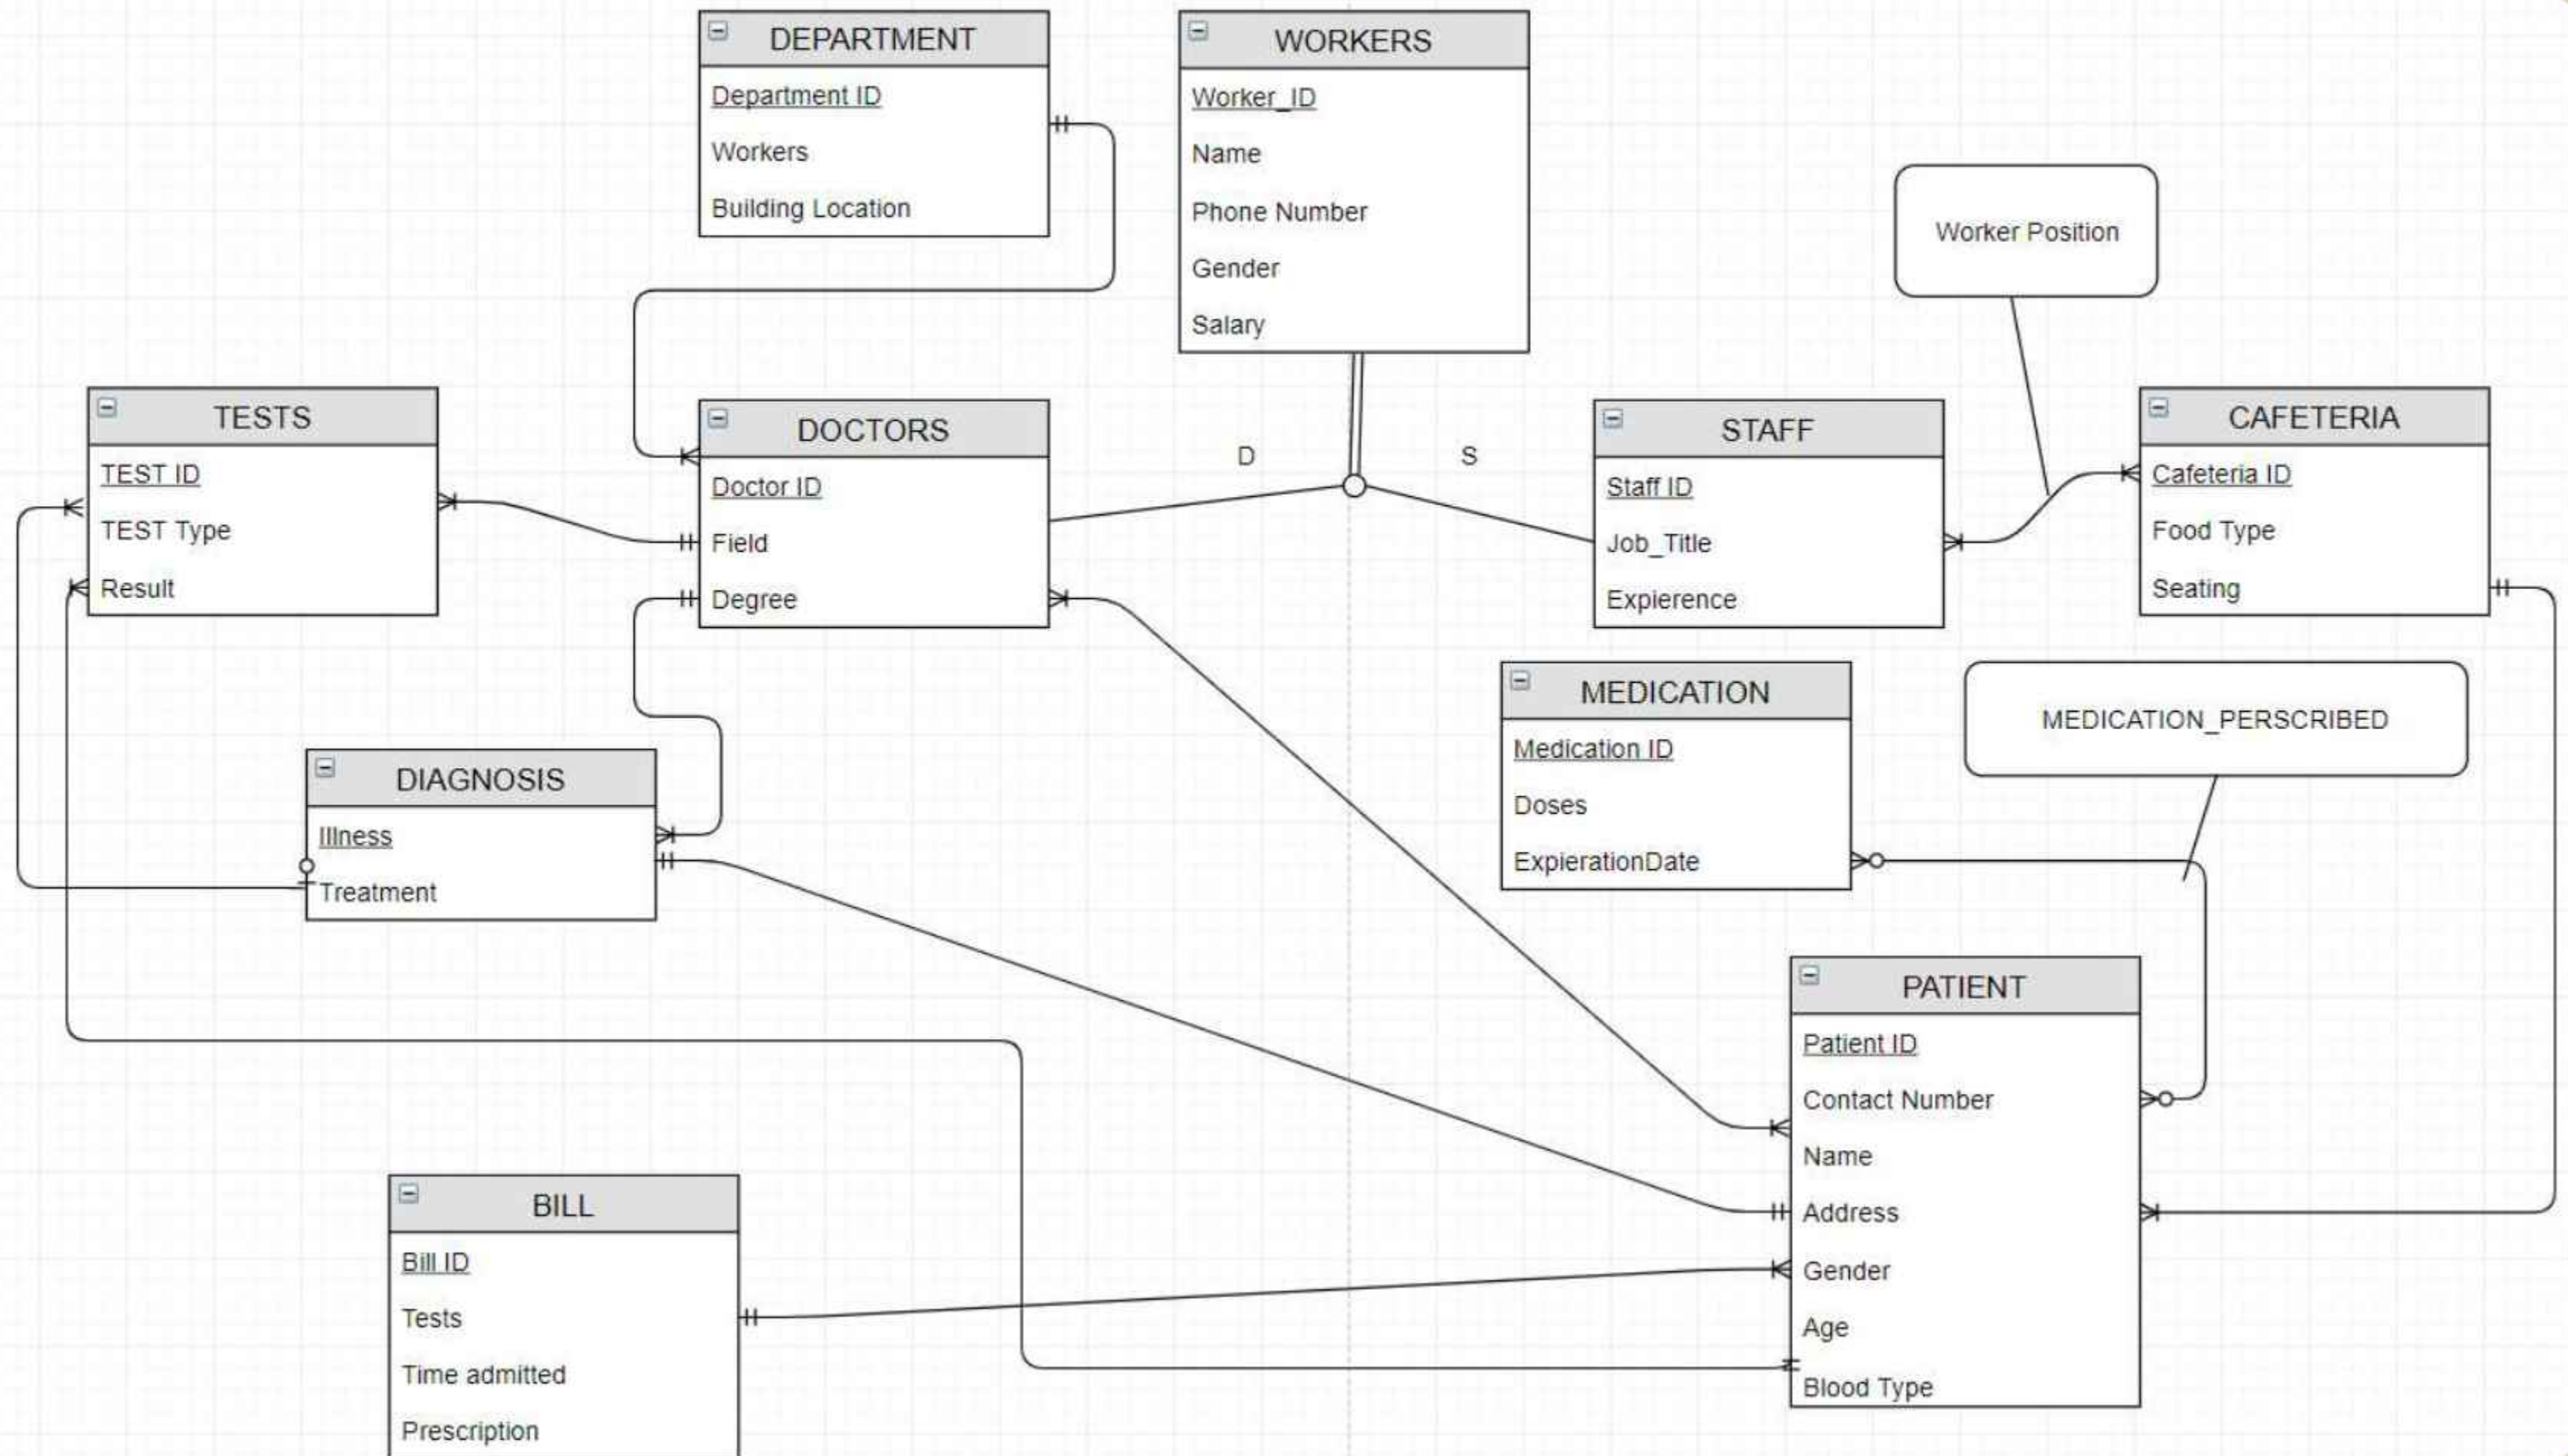 DEPARTMENT
Department ID
Workers
Building Location
WORKERS
Worker_ID
Name
Phone Number
Gender
Salary
Worker Position
TESTS
TEST ID
TEST Type
Result
DOCTORS
Doctor ID
Field
Degree
D
S
STAFF
Staff ID
Job_Title
Expierence
CAFETERIA
Cafeteria ID
Food Type
Seating
MEDICATION
Medication ID
Doses
ExpierationDate
MEDICATION_PERSCRIBED
DIAGNOSIS
Illness
Treatment
PATIENT
Patient ID
Contact Number
Name
Address
Gender
Age
Blood Type
BILL
Bill ID
Tests
Time admitted
Prescription